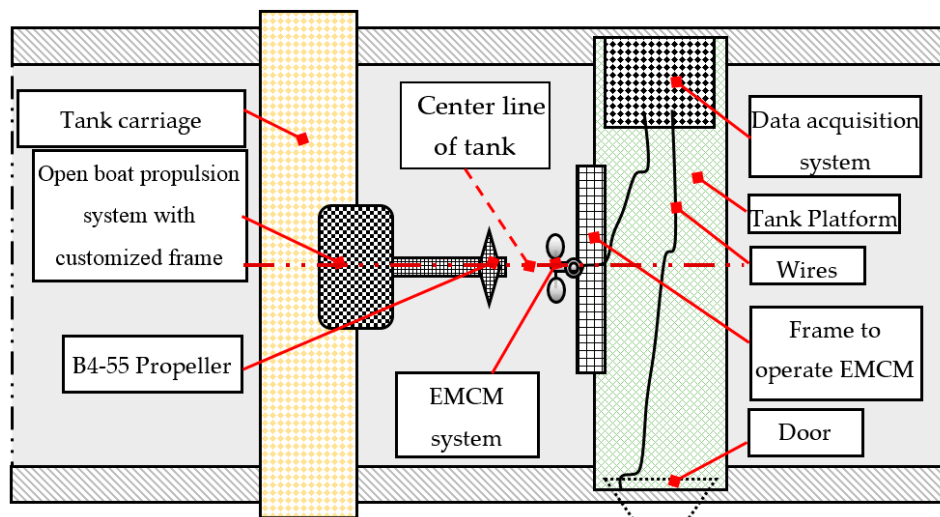 Tank carriage
Open boat propulsion
system with
customized frame
B4-55 Propeller
Center line
of tank
EMCM
system
Data acquisition
system
Tank Platform
Wires
Frame to
operate EMCM
Door